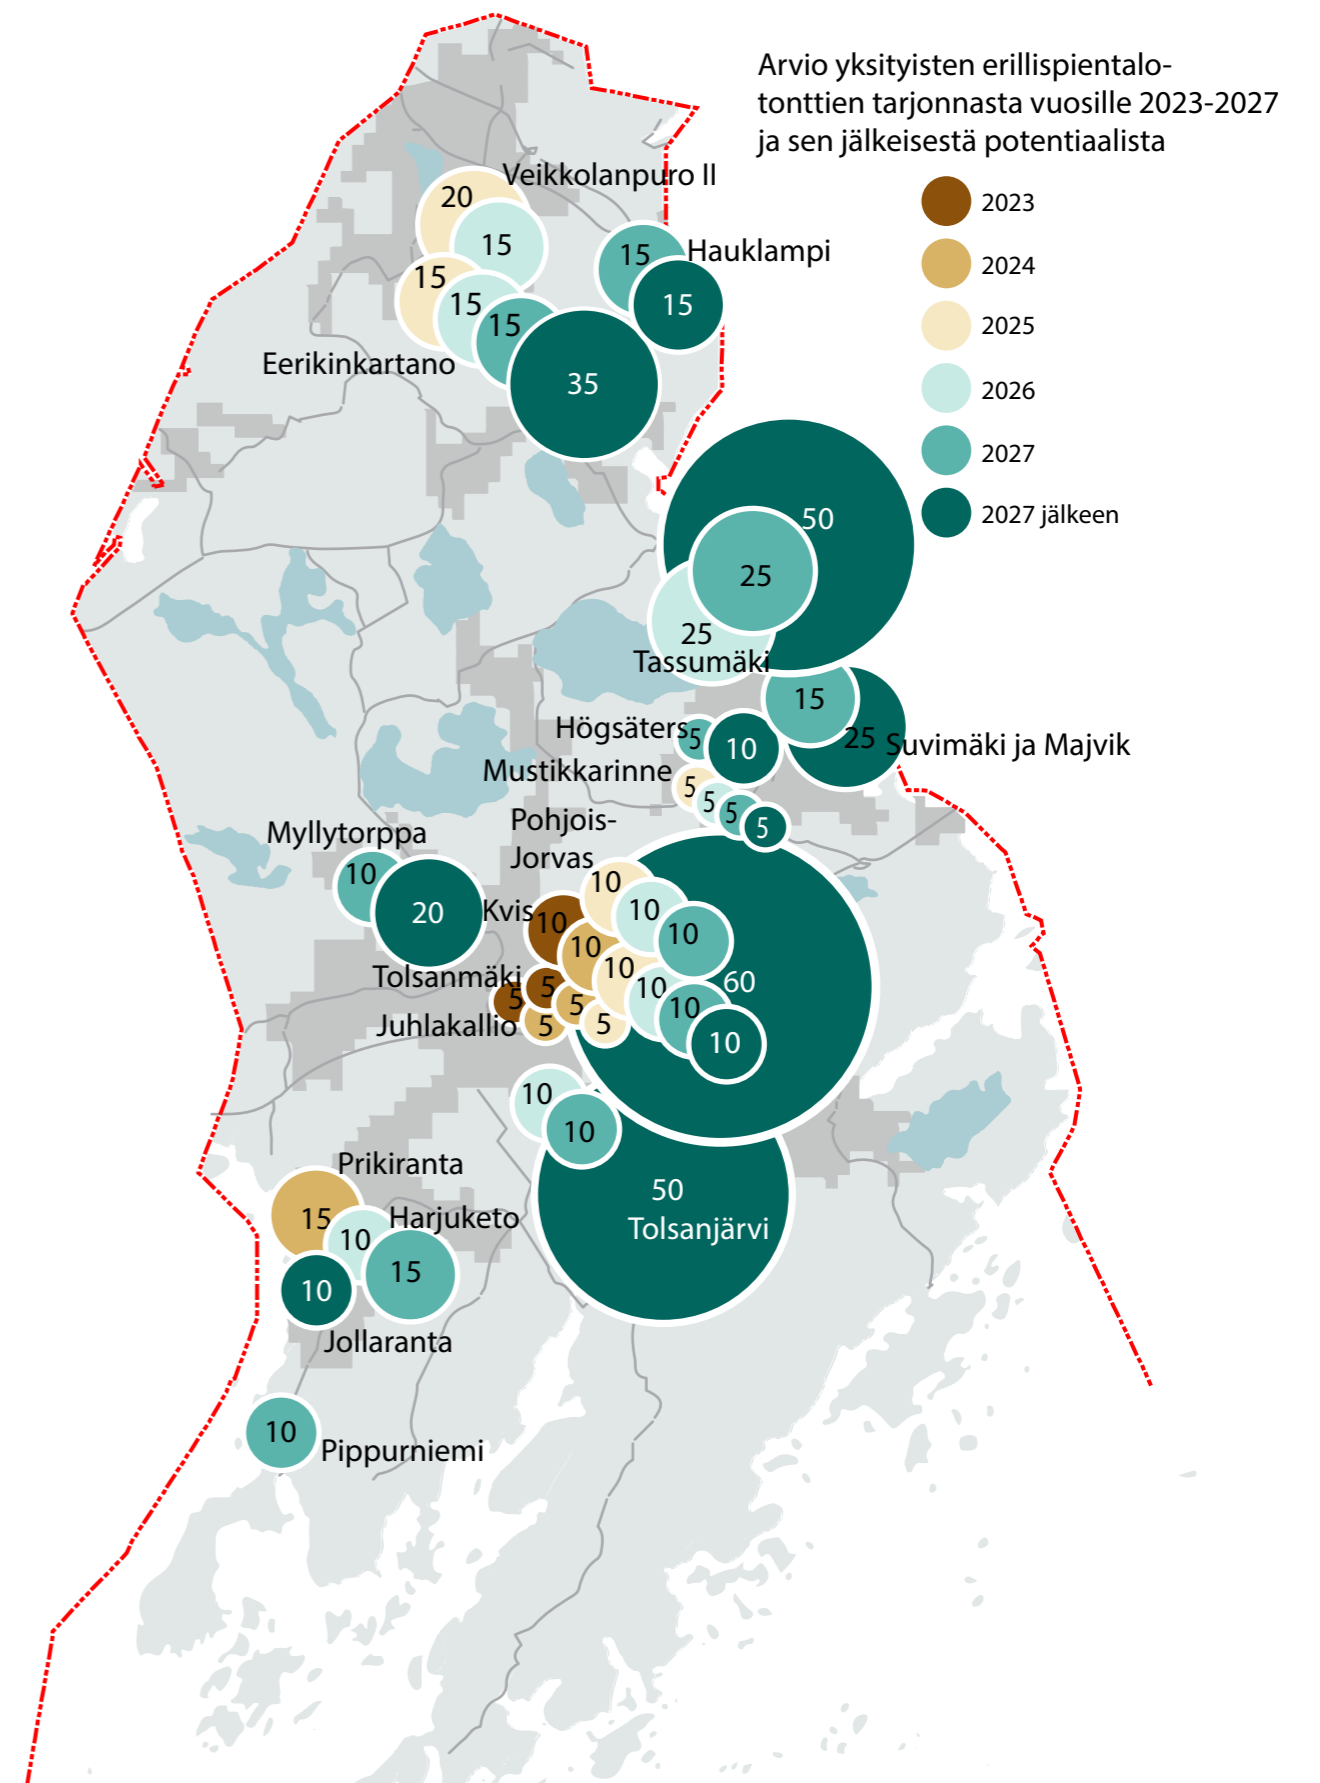 Arvio yksityisten erillispientalo-
tonttien tarjonnasta vuosille 2023-2027
ja sen jälkeisestä potentiaalista
2023
2024
2025
2026
2027
2027 jälkeen
Veikkolanpuro II
20
15
15 Hauklampi
15
15
15
15
Eerikinkartano
35
50
25
25
Tassumäki
15
25 Suvimäki ja Majvik
Högsäters 5
10
Mustikkarinne
5
5
5
5
Pohjois-
Jorvas
10
10
10
Myllytorppa
10
20
Kvis 10
10
10
10
10
10
60
Tolsanmäki
5
5
5
Juhlakallio
5
5
5
10
10
50
Tolsanjärvi
Prikiranta
15
Harjuketo
10
15
10
Jollaranta
10
Pippurniemi